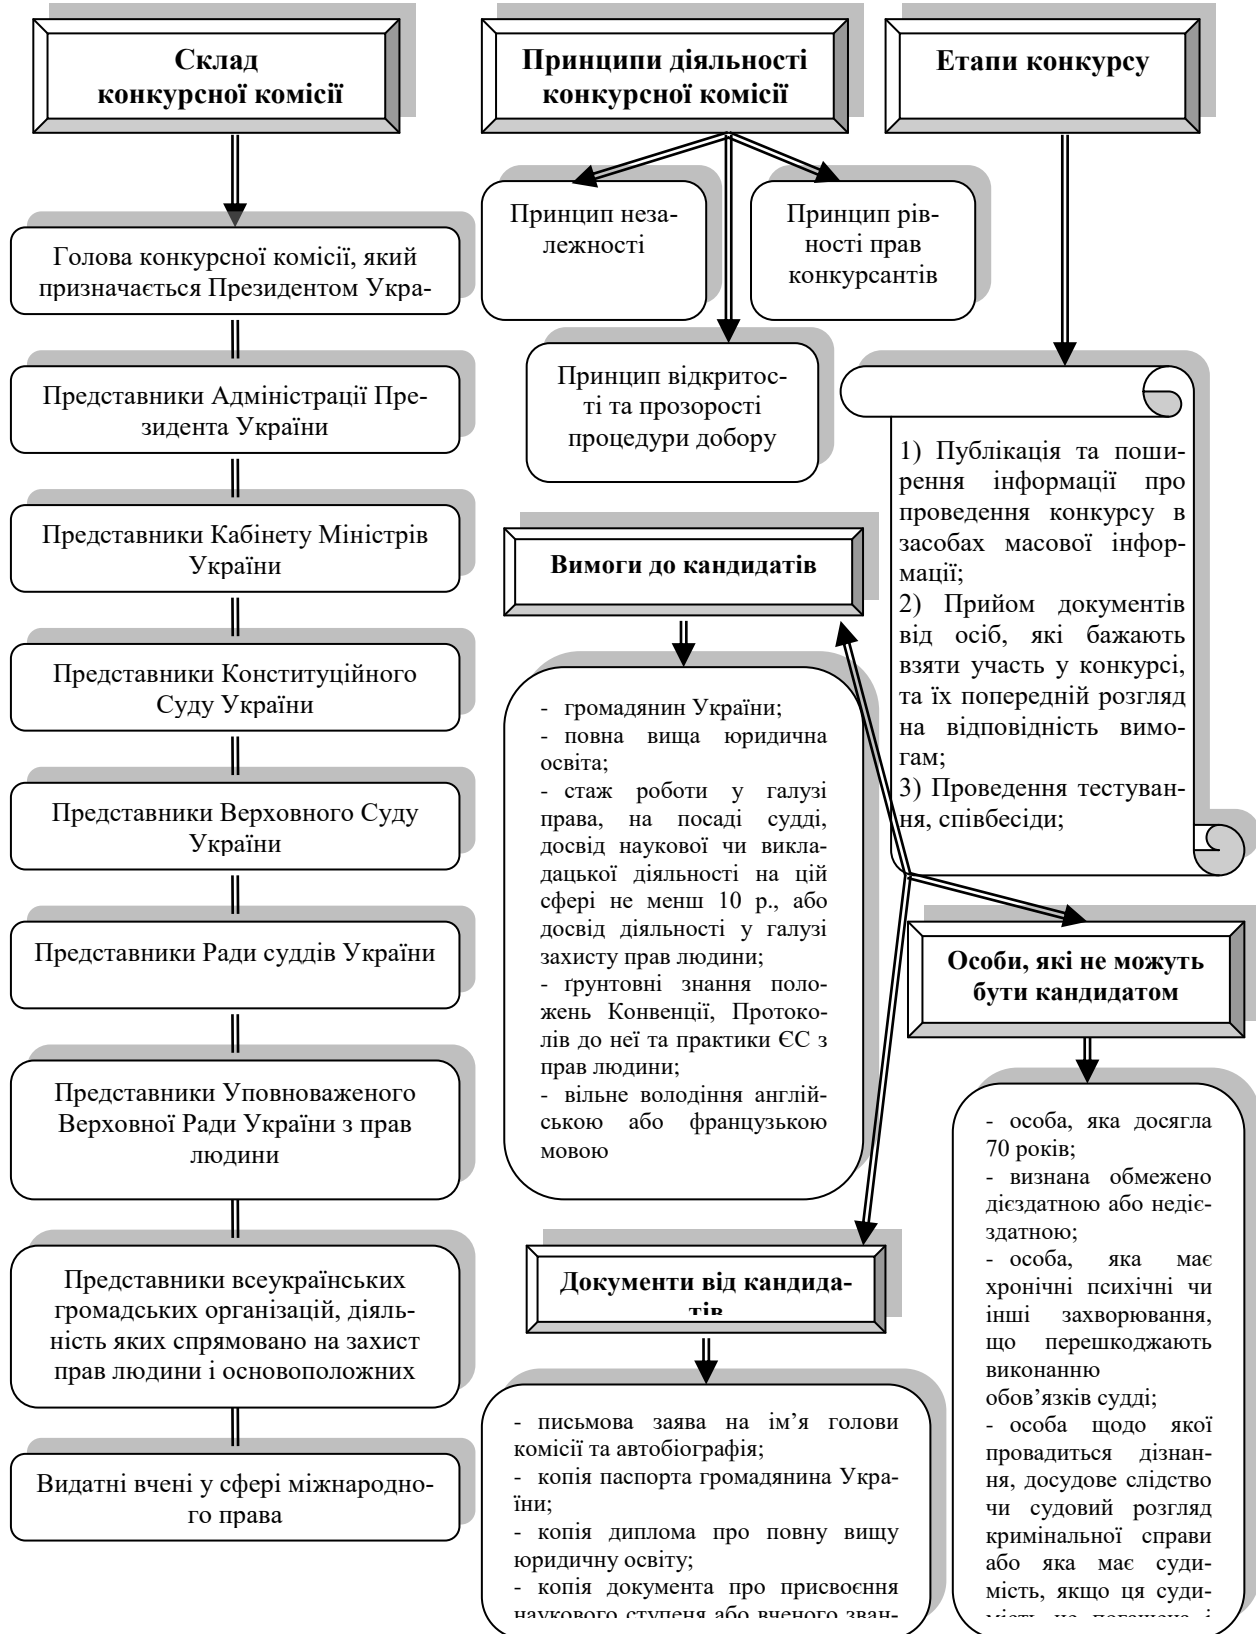 Склад
конкурсної комісії
Голова конкурсної комісії, який
призначається Президентом Укра-
Представники Адміністрації Пре-
зидента України
Представники Кабінету Міністрів
України
Представники Конституційного
Суду України
Представники Верховного Суду
України
Представники Ради суддів України
Представники Уповноваженого
Верховної Ради України з прав
людини
Представники всеукраїнських
громадських організацій, діяль-
ність яких спрямовано на захист
прав людини і основоположних
Видатні вчені у сфері міжнародно-
го права
Принципи діяльності
конкурсної комісії
Принцип неза-
лежності
Принцип рів-
ності прав
конкурсантів
Принцип відкритос-
ті та прозорості
процедури добору
Етапи конкурсу
1) Публікація та поши-
рення інформації про
проведення конкурсу в
засобах масової інфор-
мації;
2) Прийом документів
від осіб, які бажають
взяти участь у конкурсі,
та їх попередній розгляд
на відповідність вимо-
гам;
3) Проведення тестуван-
ня, співбесіди;
Вимоги до кандидатів
- громадянин України;
- повна вища юридична
освіта;
- стаж роботи у галузі
права, на посаді судді,
досвід наукової чи викла-
дацької діяльності на цій
сфері не менш 10 р., або
досвід діяльності у галузі
захисту прав людини;
- ґрунтовні знання поло-
жень Конвенції, Протоко-
лів до неї та практики ЄС з
прав людини;
- вільне володіння англій-
ською або французькою
мовою
Особи, які не можуть
бути кандидатом
- особа, яка досягла
70 років;
- визнана обмежено
дієздатною або недіє-
здатною;
- особа, яка має
хронічні психічні чи
інші захворювання,
що перешкоджають
виконанню
обов’язків судді;
- особа щодо якої
провадиться дізнан-
ня, досудове слідство
чи судовий розгляд
кримінальної справи
або яка має суди-
мість, якщо ця суди-
мість не погашена і
Документи від кандида-
тів
- письмова заява на ім’я голови
комісії та автобіографія;
- копія паспорта громадянина Укра-
їни;
- копія диплома про повну вищу
юридичну освіту;
- копія документа про присвоєння
наукового ступеня або вченого зван-